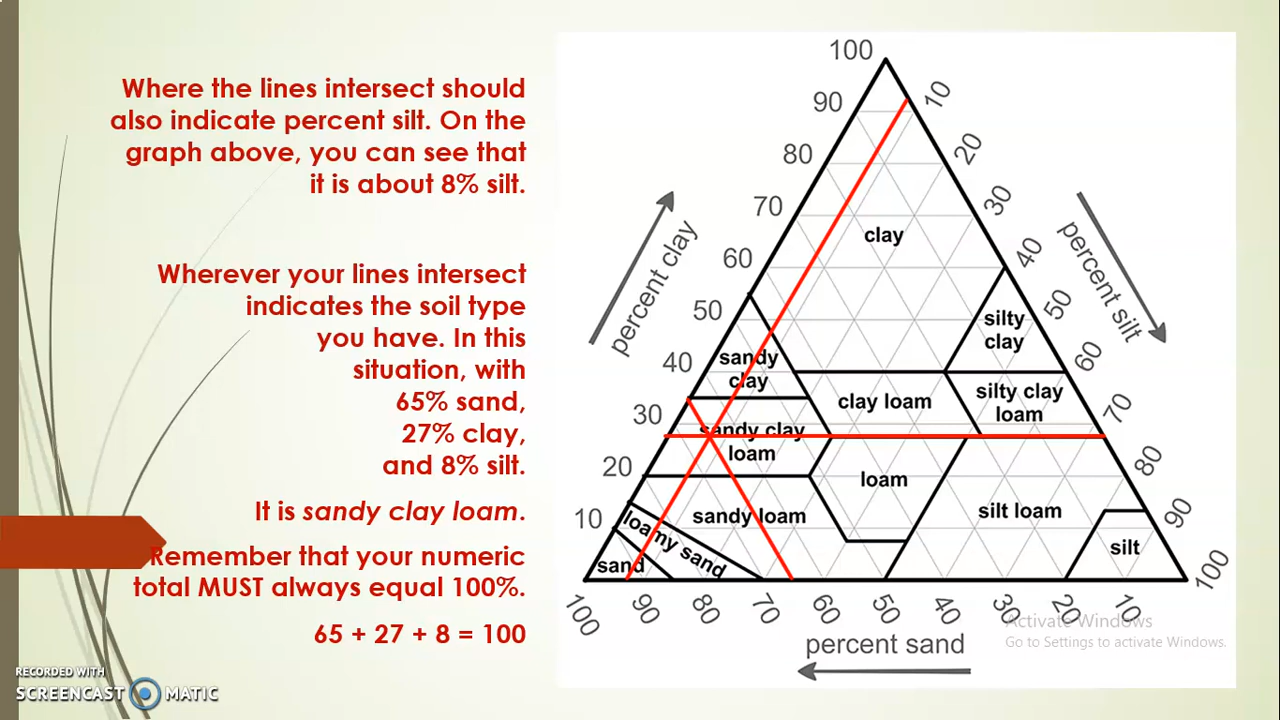 Where the lines intersect should
also indicate percent silt. On the
graph above, you can see that
it is about 8% silt.
Wherever your lines intersect
indicates the soil type
you have. In this
situation, with
65% sand,
27% clay,
and 8% silt.
It is sandy clay loam.
Remember that your numeric
total MUST always equal 100%.
65 + 27 + 8 = 100
RECORDED WITH
SCREENCAST MATIC
100
90
80
70
60
50
40
30
20
10
percent clay
10
20
30
40
50
60
70
80
90
100
percent silt
clay
silty
clay
sandy
clay
clay loam
silty clay
loam
sandy clay
loam
loam
sandy loam
silt loam
loamy sand
sand
silt
100
90
80
70
60
50
40
30
20
10
percent sand
Activate Windows
Go to Settings to activate Windows.